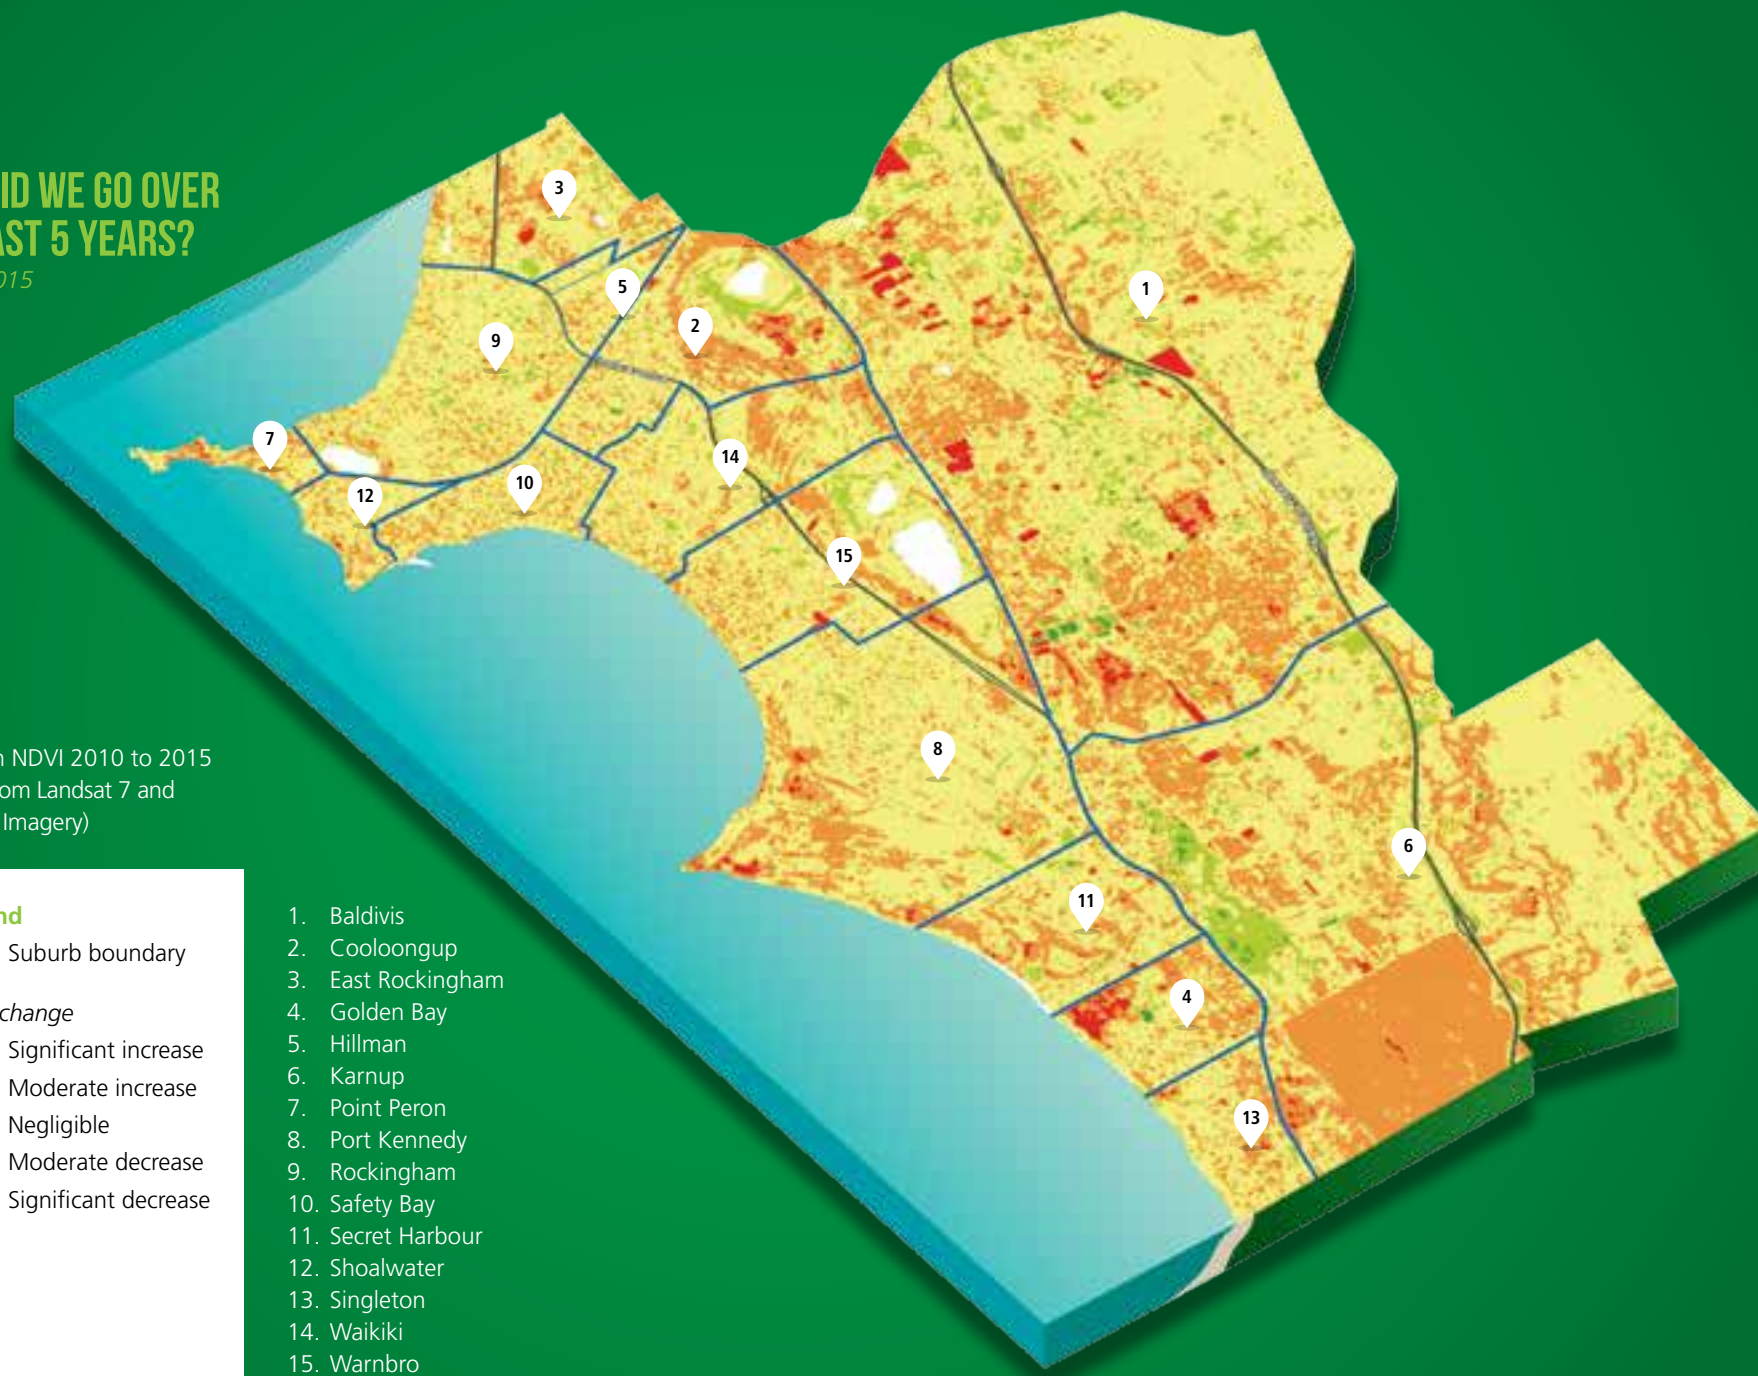 ID WE GO OVER
AST 5 YEARS?
015
3
5
1
2
9
7
14
12
10
15
8
6
11
4
13
n NDVI 2010 to 2015
om Landsat 7 and
Imagery)
nd
Suburb boundary
change
Significant increase
Moderate increase
Negligible
Moderate decrease
Significant decrease
1. Baldivis
2. Cooloongup
3. East Rockingham
4. Golden Bay
5. Hillman
6. Karnup
7. Point Peron
8. Port Kennedy
9. Rockingham
10. Safety Bay
11. Secret Harbour
12. Shoalwater
13. Singleton
14. Waikiki
15. Warnbro